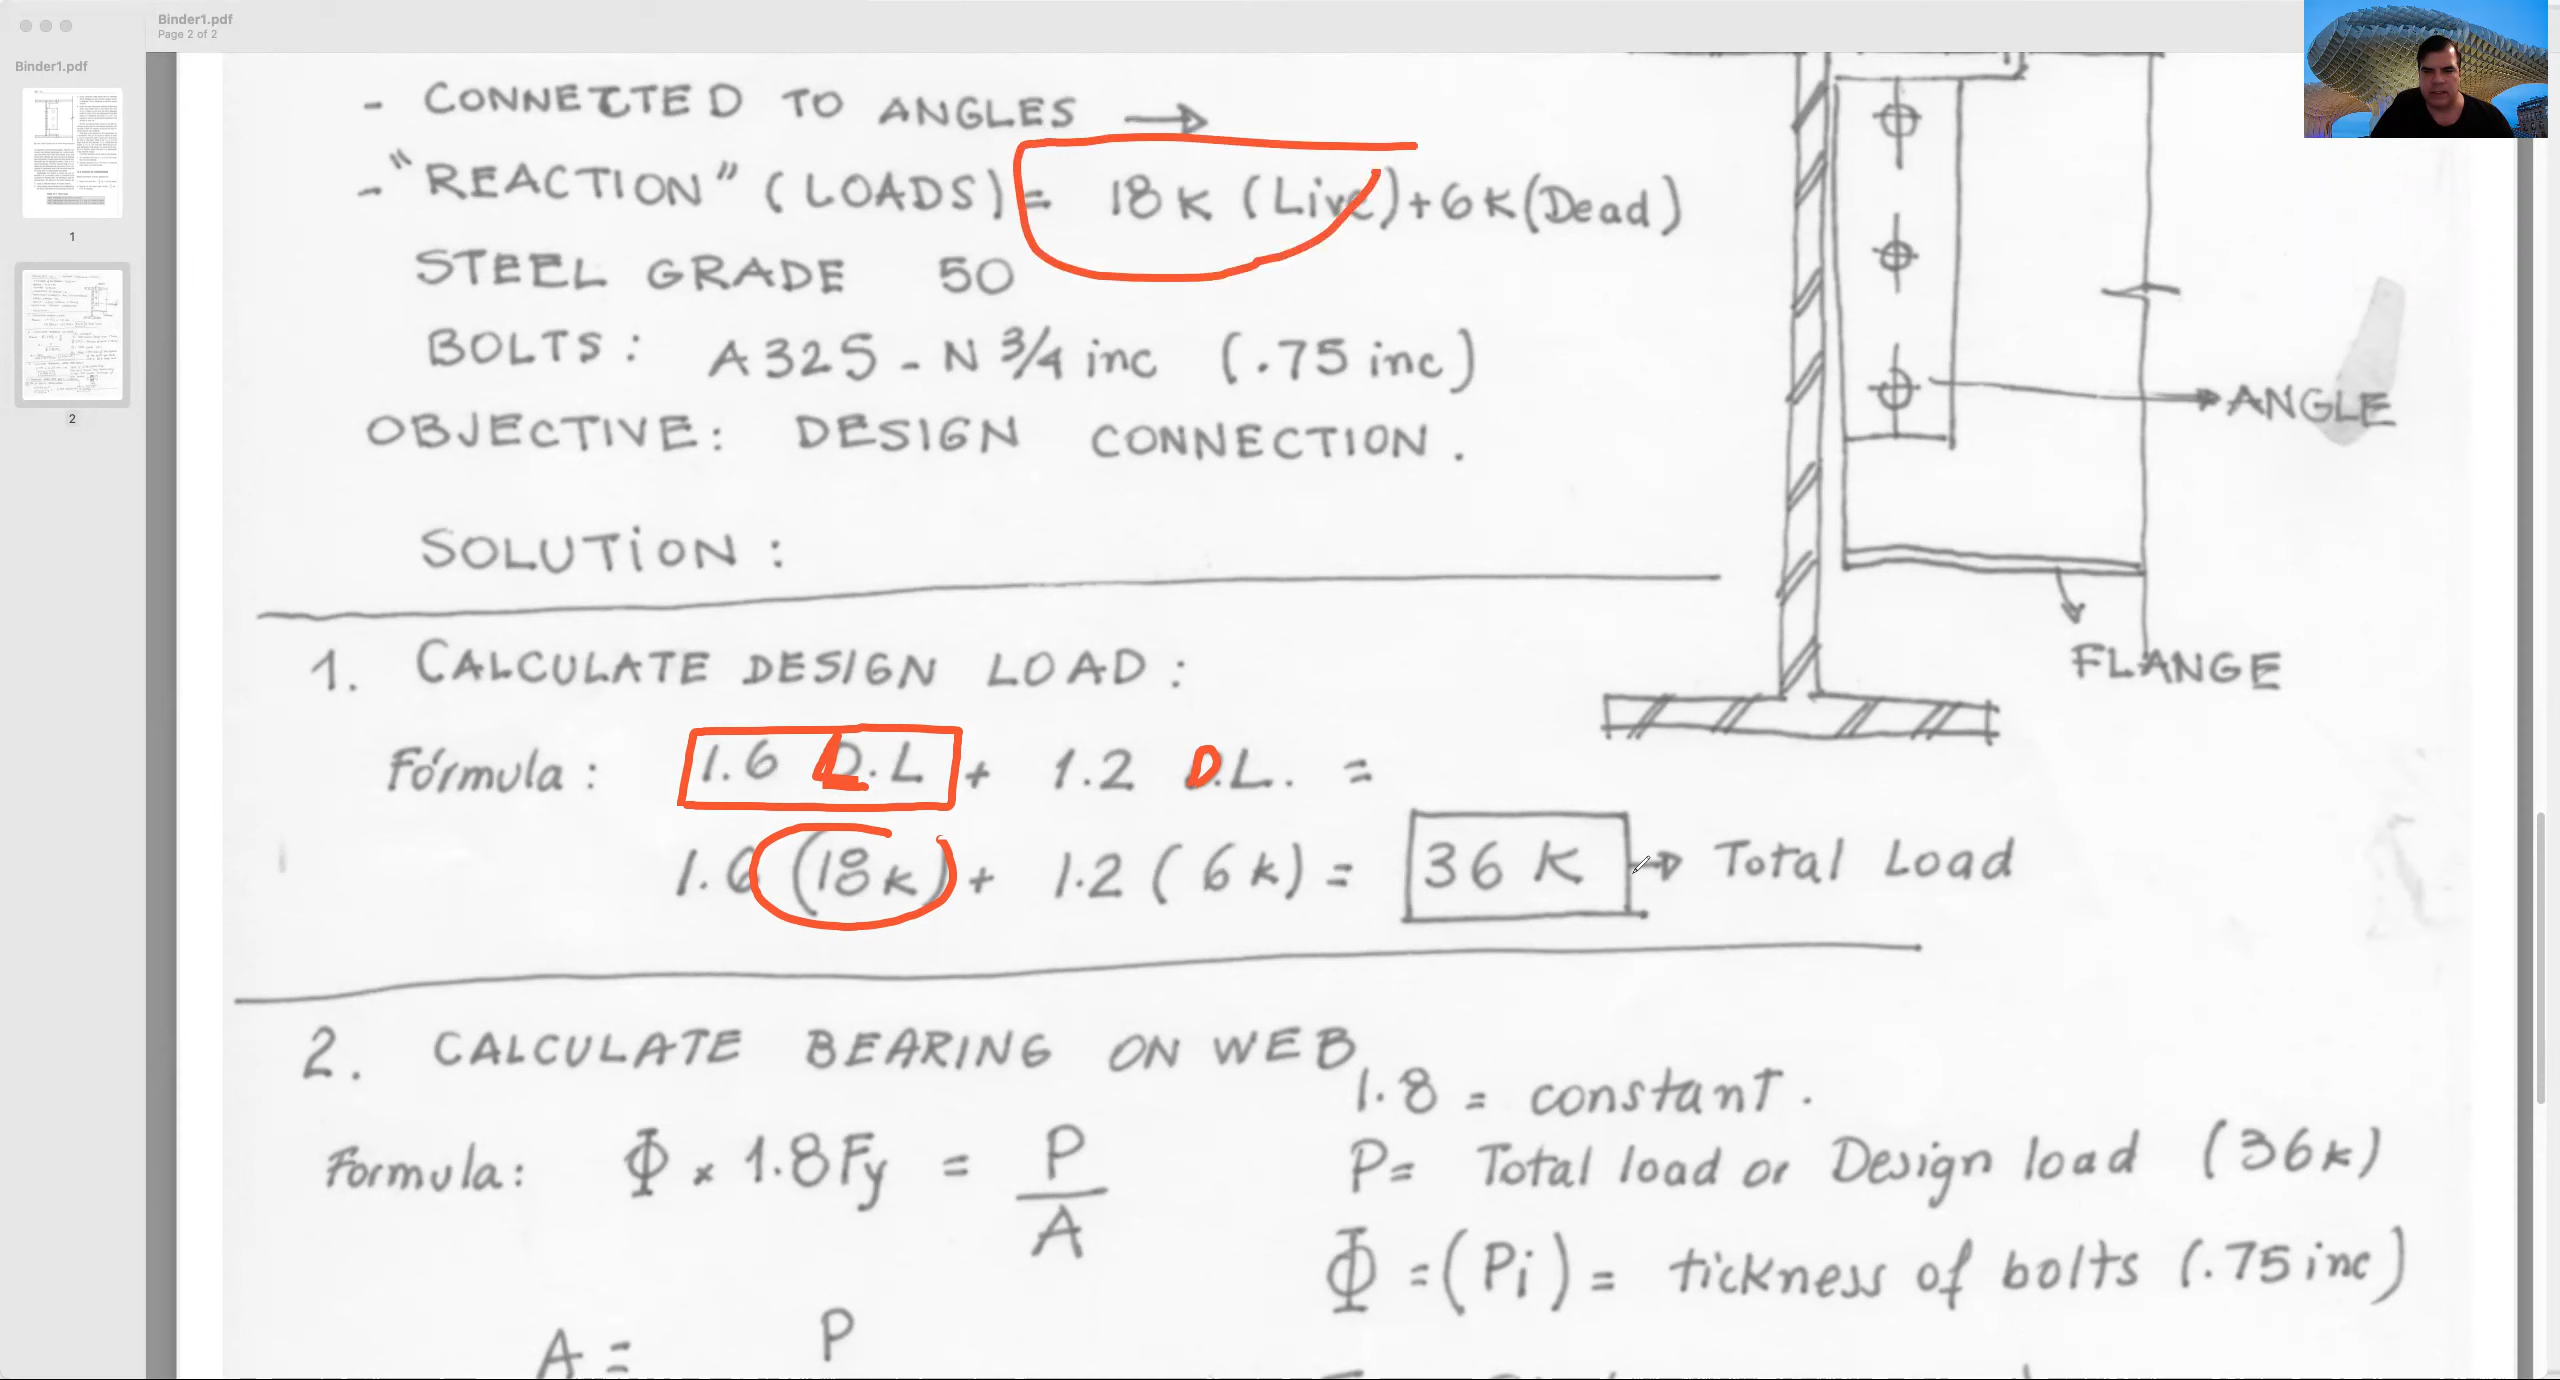 Binder1.pdf
Page 2 of 2
Binder1.pdf
1
2
- CONNECTED TO ANGLES →
- "REACTION" (LOADS) = 18K (Live) + 6K (Dead)
STEEL GRADE 50
BOLTS: A325 - N 3/4 inc (.75 inc)
OBJECTIVE: DESIGN CONNECTION.
ANGLE
SOLUTION:
FLANGE
1. CALCULATE DESIGN LOAD:
Fórmula: 1.6 L.L + 1.2 D.L. =
1.6 (18k) + 1.2 (6k) = 36 K → Total Load
2. CALCULATE BEARING ON WEB
1.8 = constant.
Formula: Φ × 1.8 Fy = P/A
P = Total load or Design load (36k)
Φ = (Pi) = tickness of bolts (.75 inc)
A = P